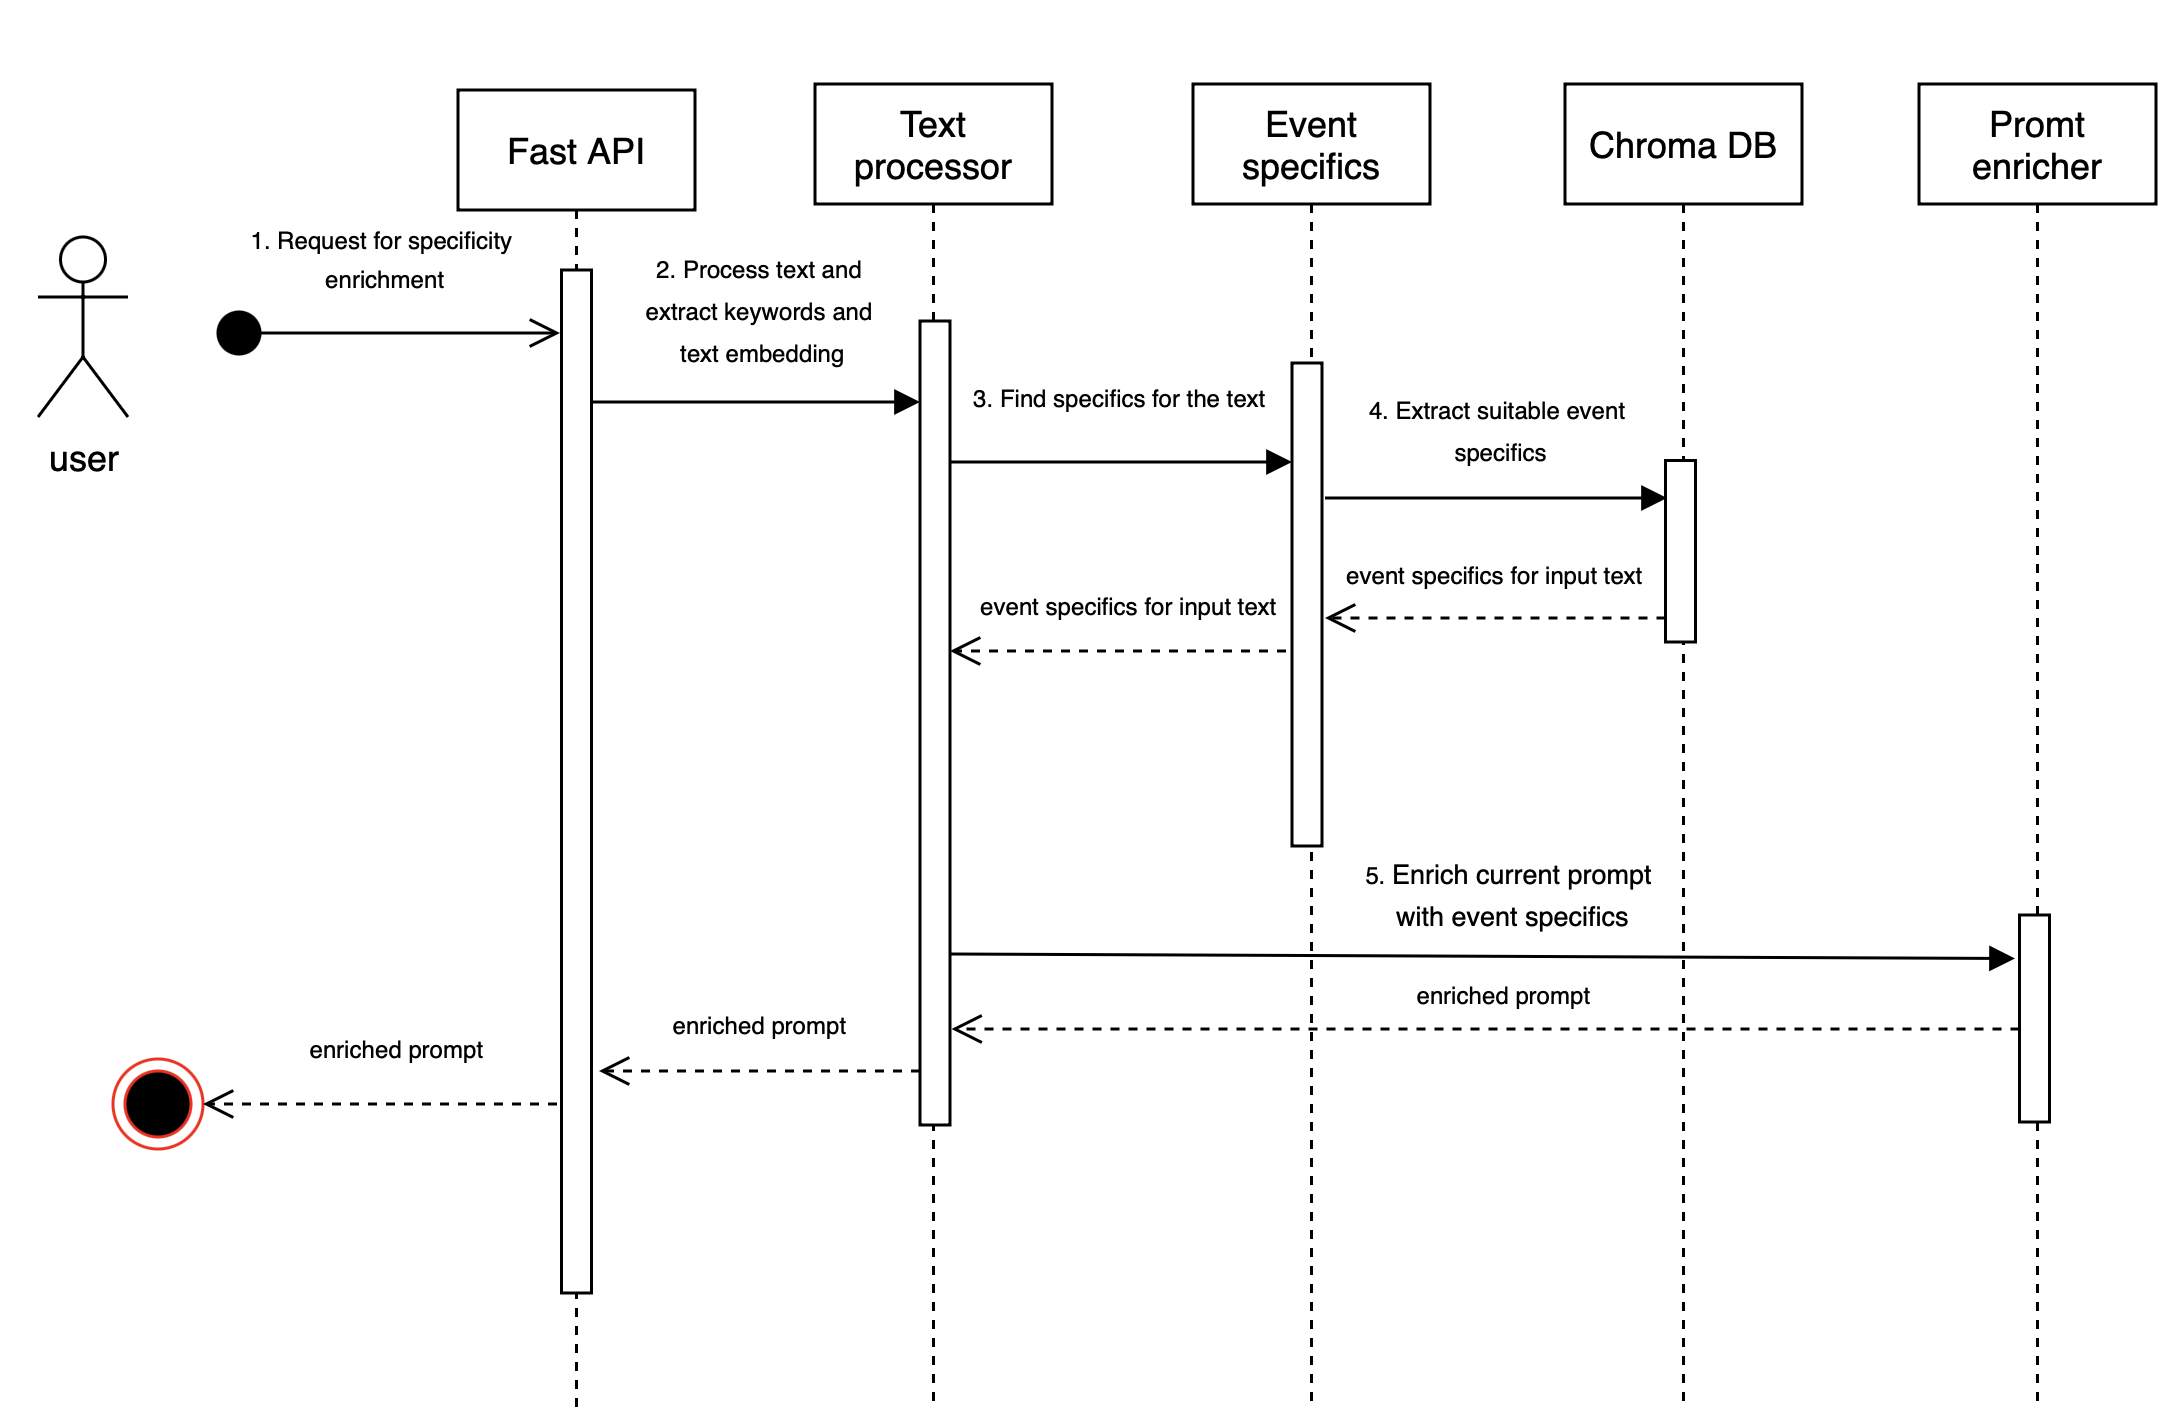 Fast API
Text
processor
Event
specifics
Chroma DB
Promt
enricher
user
1. Request for specificity
enrichment
2. Process text and
extract keywords and
text embedding
3. Find specifics for the text
4. Extract suitable event
specifics
event specifics for input text
event specifics for input text
5. Enrich current prompt
with event specifics
enriched prompt
enriched prompt
enriched prompt